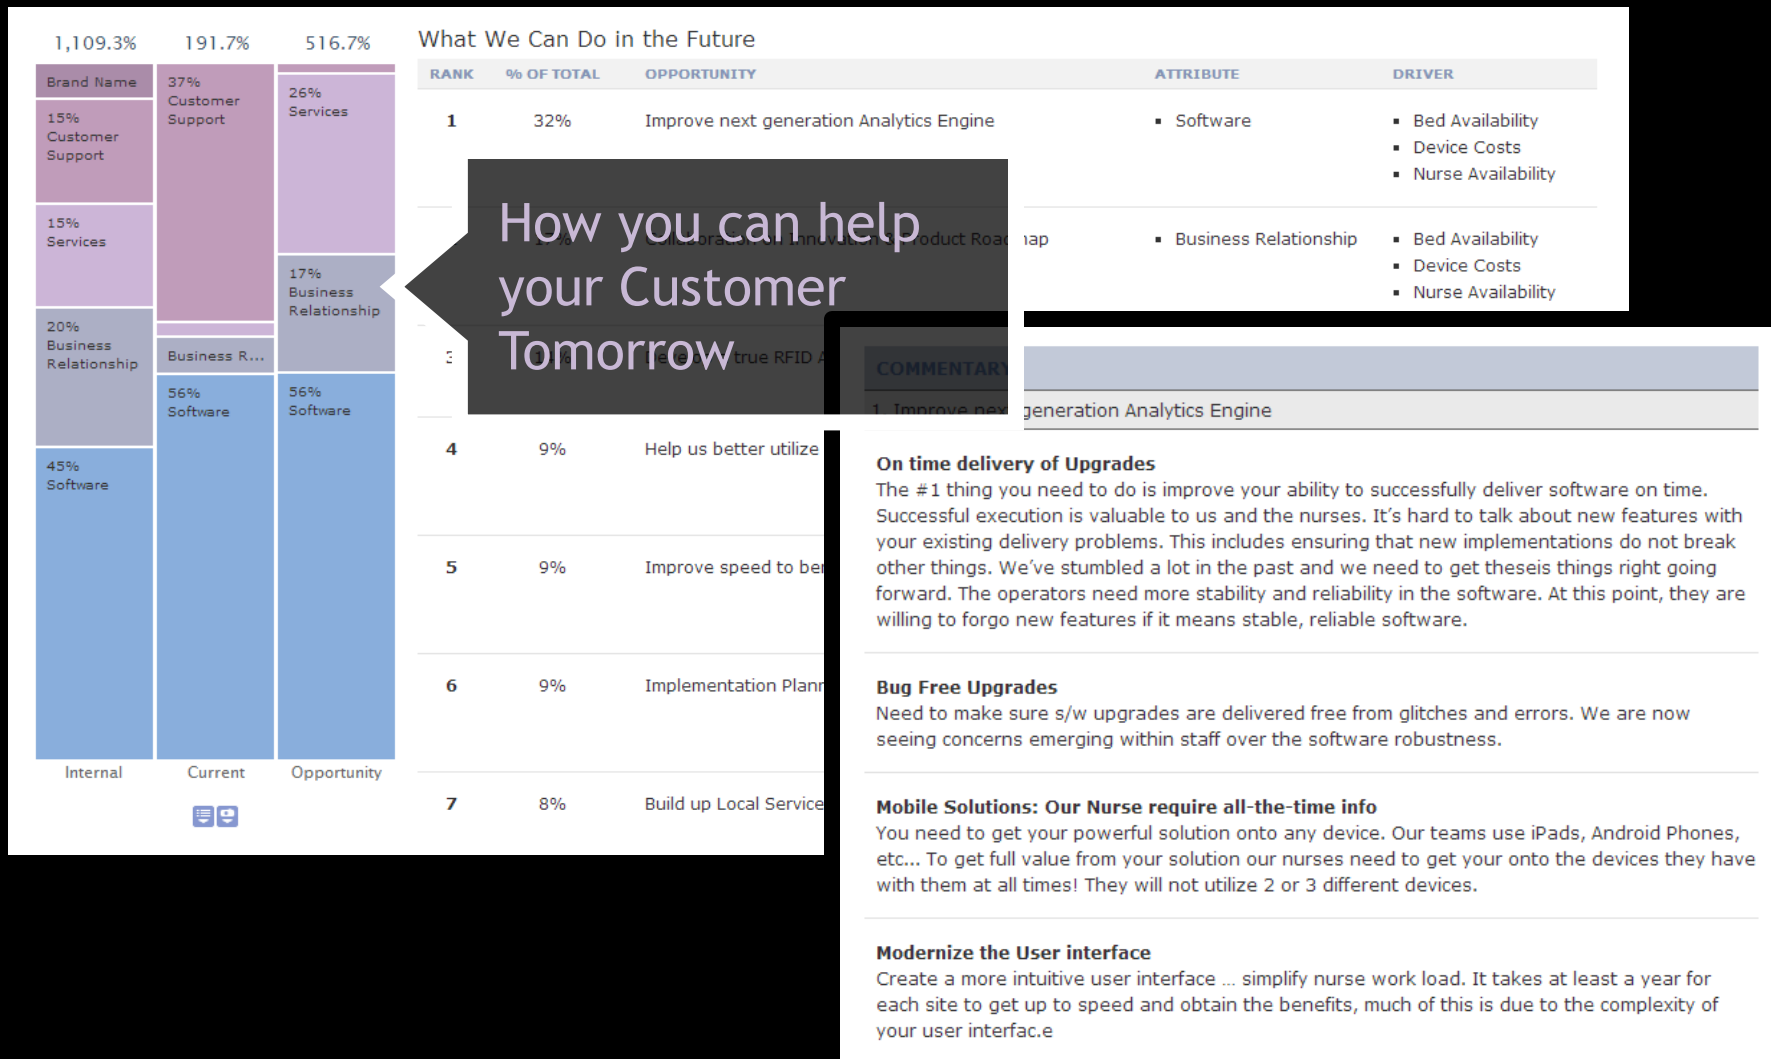 1,109.3%
191.7%
516.7%
Brand Name
15%
Customer
Support
15%
Services
20%
Business
Relationship
45%
Software
37%
Customer
Support
Business R...
56%
Software
26%
Services
17%
Business
Relationship
56%
Software
Internal
Current
Opportunity
What We Can Do in the Future
RANK % OF TOTAL OPPORTUNITY ATTRIBUTE DRIVER
1 32% Improve next generation Analytics Engine ▪ Software ▪ Bed Availability
▪ Device Costs
▪ Nurse Availability
17% Collaboration on Innovation & Product Roadmap ▪ Business Relationship ▪ Bed Availability
▪ Device Costs
▪ Nurse Availability
3 true RFID
4 9% Help us better utilize
5 9% Improve speed to
6 9% Implementation
7 8% Build up Local Service
How you can help
your Customer
Tomorrow
COMMENTARY
1. Improve next generation Analytics Engine
On time delivery of Upgrades
The #1 thing you need to do is improve your ability to successfully deliver software on time.
Successful execution is valuable to us and the nurses. It’s hard to talk about new features with
your existing delivery problems. This includes ensuring that new implementations do not break
other things. We’ve stumbled a lot in the past and we need to get theseis things right going
forward. The operators need more stability and reliability in the software. At this point, they are
willing to forgo new features if it means stable, reliable software.
Bug Free Upgrades
Need to make sure s/w upgrades are delivered free from glitches and errors. We are now
seeing concerns emerging within staff over the software robustness.
Mobile Solutions: Our Nurse require all-the-time info
You need to get your powerful solution onto any device. Our teams use iPads, Android Phones,
etc... To get full value from your solution our nurses need to get your onto the devices they have
with them at all times! They will not utilize 2 or 3 different devices.
Modernize the User interface
Create a more intuitive user interface ... simplify nurse work load. It takes at least a year for
each site to get up to speed and obtain the benefits, much of this is due to the complexity of
your user interfac.e